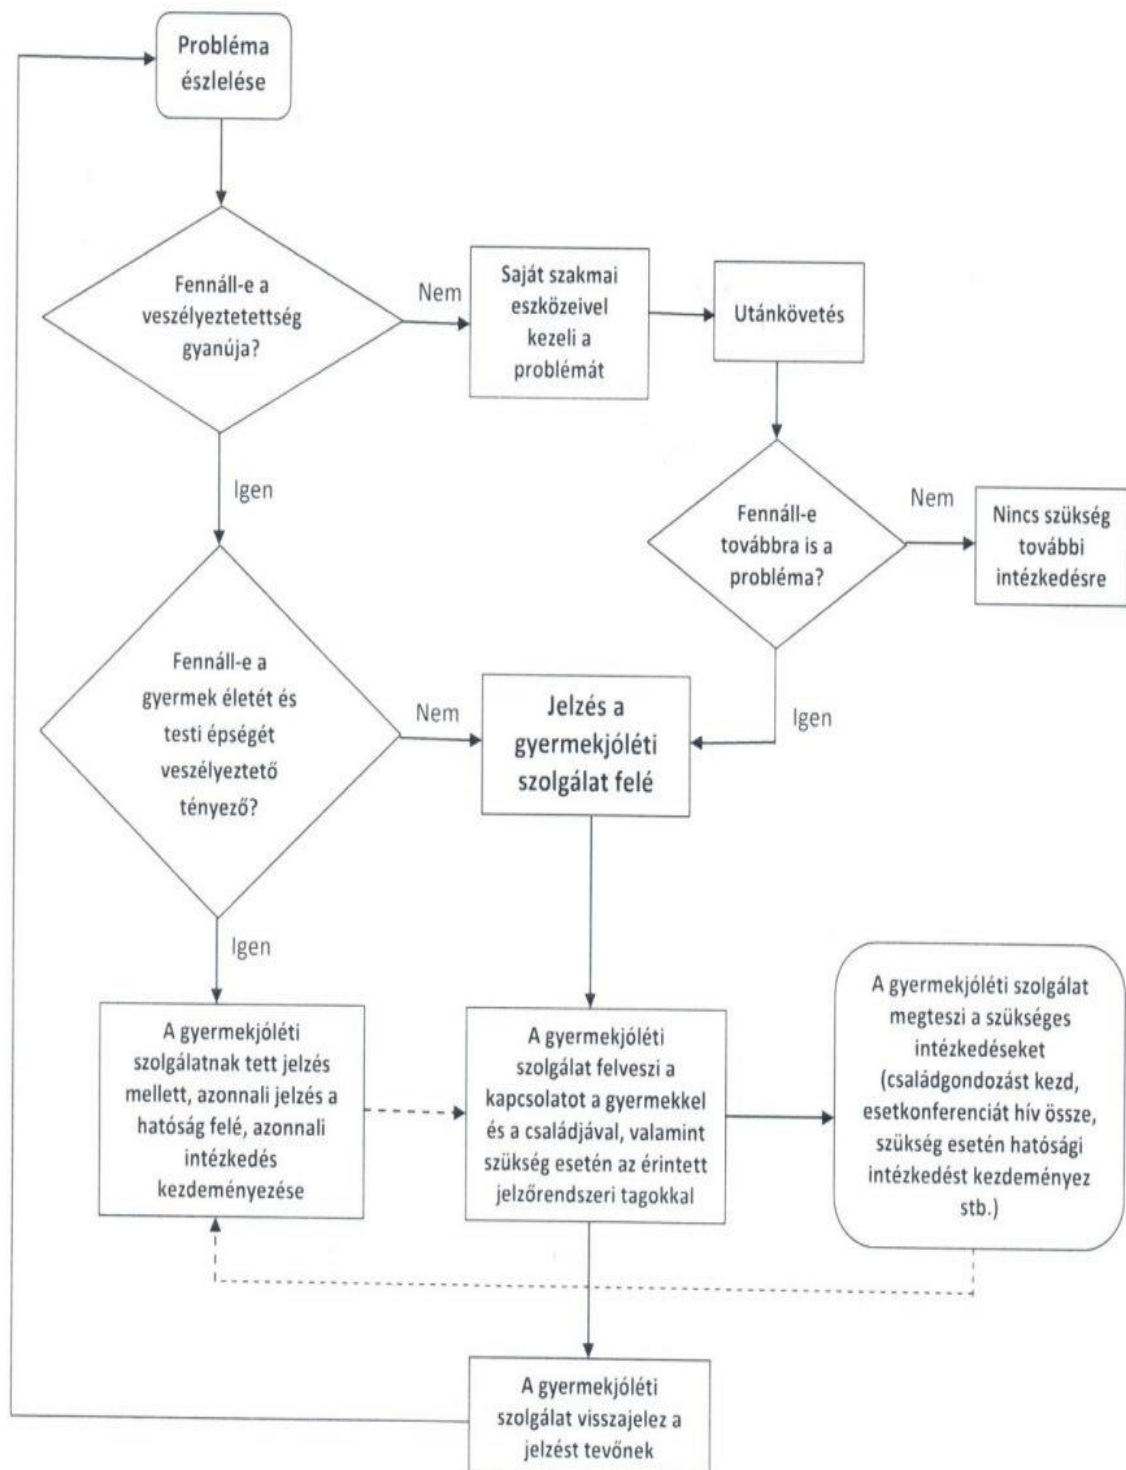 Probléma
észlelése
Fennáll-e a
veszélyeztetettség
gyanúja?
Nem
Saját szakmai
eszközeivel
kezeli a
problémát
Utánkövetés
Igen
Fennáll-e
továbbra is a
probléma?
Nem
Nincs szükség
további
intézkedésre
Fennáll-e a
gyermek életét és
testi épségét
veszélyeztető
tényező?
Nem
Jelzés a
gyermekjóléti
szolgálat felé
Igen
Igen
A gyermekjóléti
szolgálatnak tett jelzés
mellett, azonnali jelzés a
hatóság felé, azonnali
intézkedés
kezdeményezése
A gyermekjóléti
szolgálat felveszi a
kapcsolatot a gyermekkel
és a családjával, valamint
szükség esetén az érintett
jelzőrendszeri tagokkal
A gyermekjóléti szolgálat
megteszi a szükséges
intézkedéseket
(családgondozást kezd,
esetkonferenciát hív össze,
szükség esetén hatósági
intézkedést kezdeményez
stb.)
A gyermekjóléti
szolgálat visszajelez a
jelzést tevőnek